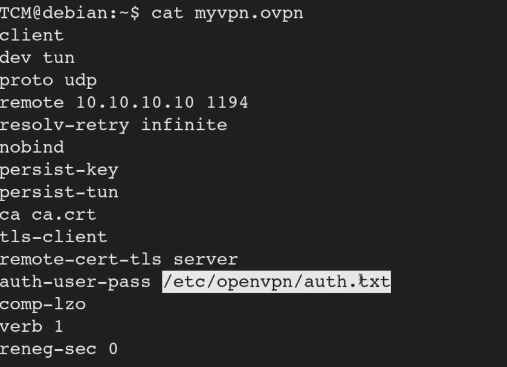 TCM@debian:~$ cat myvpn.ovpn
client
dev tun
proto udp
remote 10.10.10.10 1194
resolv-retry infinite
nobind
persist-key
persist-tun
ca ca.crt
tls-client
remote-cert-tls server
auth-user-pass /etc/openvpn/auth.txt
comp-lzo
verb 1
reneg-sec 0